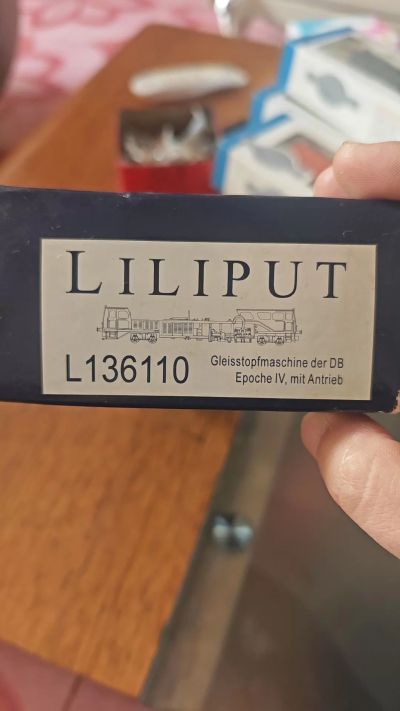 LILIPUT
L136110
Gleisstopfmaschine der DB
Epoche IV, mit Antrieb